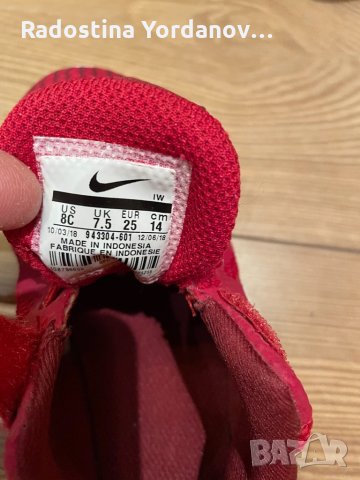 Radostina Yordanov...
IW
US UK EUR cm
8C 7.5 25 14
10/03/18 943304-601 12/06/18
MADE IN INDONESIA
FABRIQUE EN INDONESIE
BAZAR